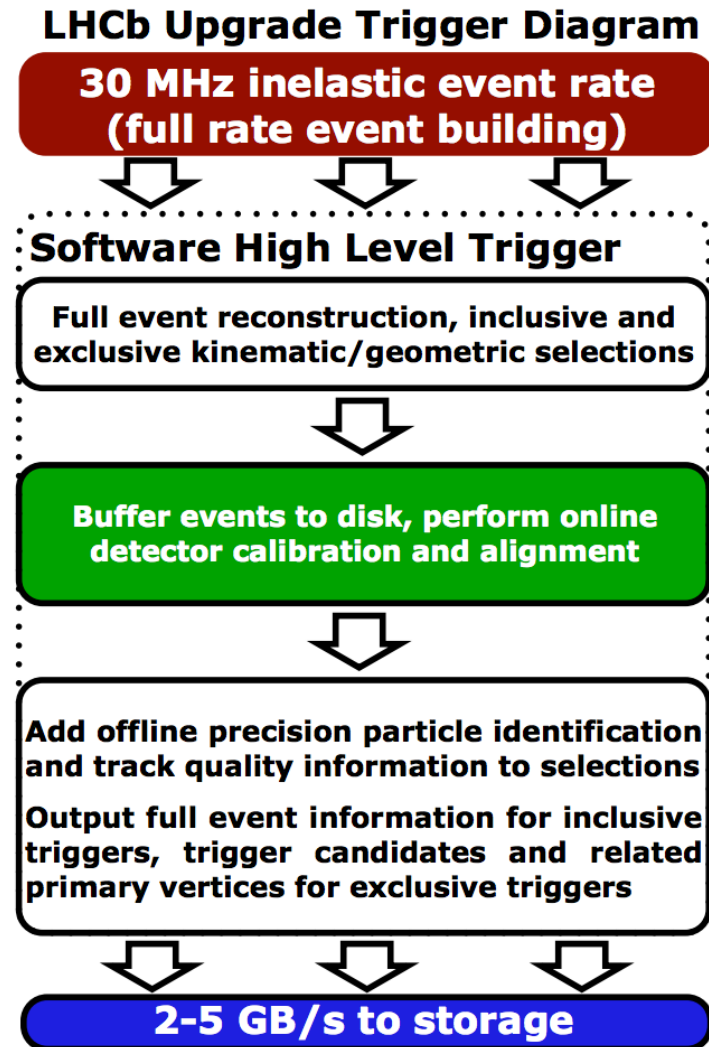 LHCb Upgrade Trigger Diagram
30 MHz inelastic event rate
(full rate event building)
Software High Level Trigger
Full event reconstruction, inclusive and
exclusive kinematic/geometric selections
Buffer events to disk, perform online
detector calibration and alignment
Add offline precision particle identification
and track quality information to selections
Output full event information for inclusive
triggers, trigger candidates and related
primary vertices for exclusive triggers
2-5 GB/s to storage